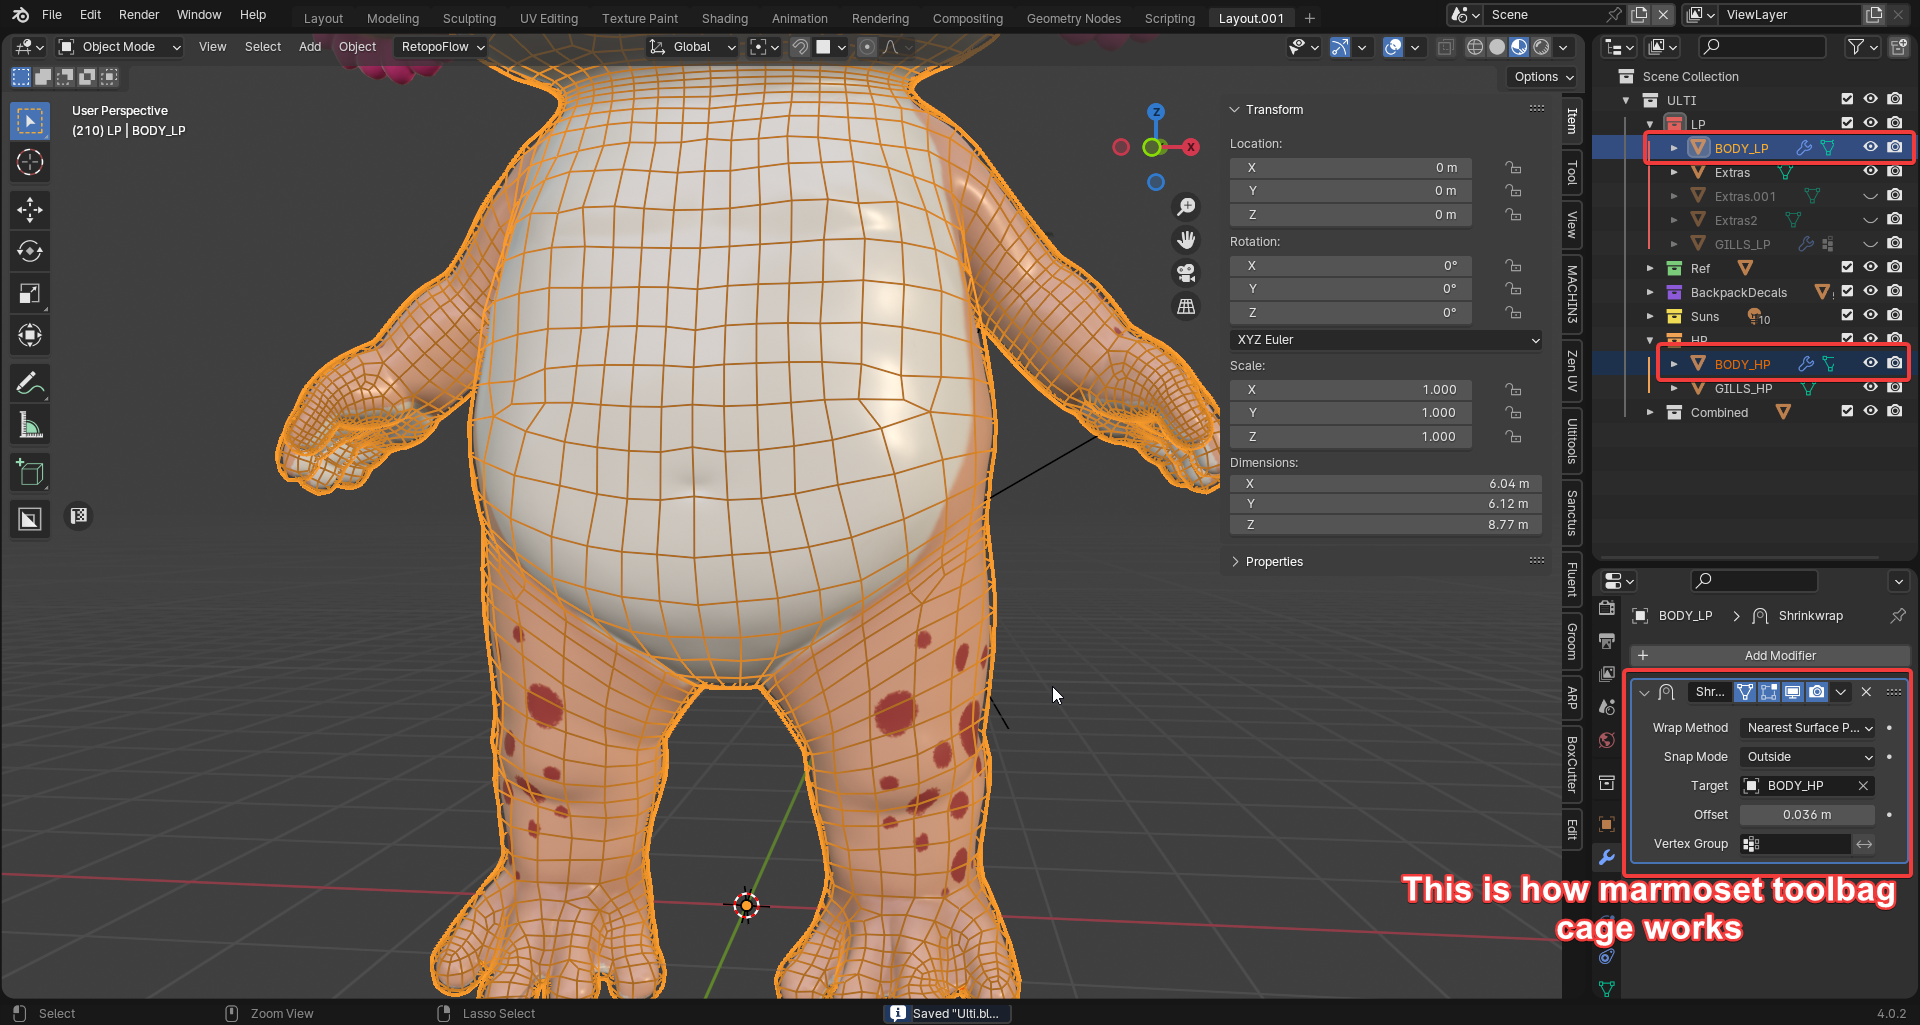 File Edit Render Window Help Layout Modeling Sculpting UV Editing Texture Paint Shading Animation Rendering Compositing Geometry Nodes Scripting Layout.001 + Scene ViewLayer
Object Mode View Select Add Object RetopoFlow Global
Options
User Perspective
(210) LP | BODY_LP
Z
X
Transform
Location:
X 0 m
Y 0 m
Z 0 m
Rotation:
X 0°
Y 0°
Z 0°
XYZ Euler
Scale:
X 1.000
Y 1.000
Z 1.000
Dimensions:
X 6.04 m
Y 6.12 m
Z 8.77 m
Properties
Item
Tool
View
MACHIN3
Zen UV
Ultitools
Sanctus
Fluent
Groom
ARP
BoxCutter
Edit
Scene Collection
ULTI
LP
BODY_LP
Extras
Extras.001
Extras2
GILLS_LP
Ref
BackpackDecals
Suns 10
HP
BODY_HP
GILLS_HP
Combined
BODY_LP > Shrinkwrap
+ Add Modifier
Shr...
Wrap Method Nearest Surface P...
Snap Mode Outside
Target BODY_HP
Offset 0.036 m
Vertex Group
This is how marmoset toolbag
cage works
Select Zoom View Lasso Select Saved "Ulti.bl... 4.0.2